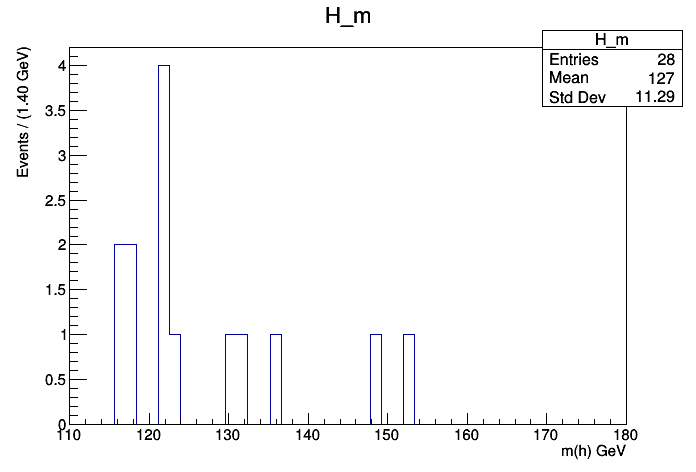 H_m
H_m
Entries 28
Mean 127
Std Dev 11.29
Events / (1.40 GeV)
4
3.5
3
2.5
2
1.5
1
0.5
0
110 120 130 140 150 160 170 180
m(h) GeV